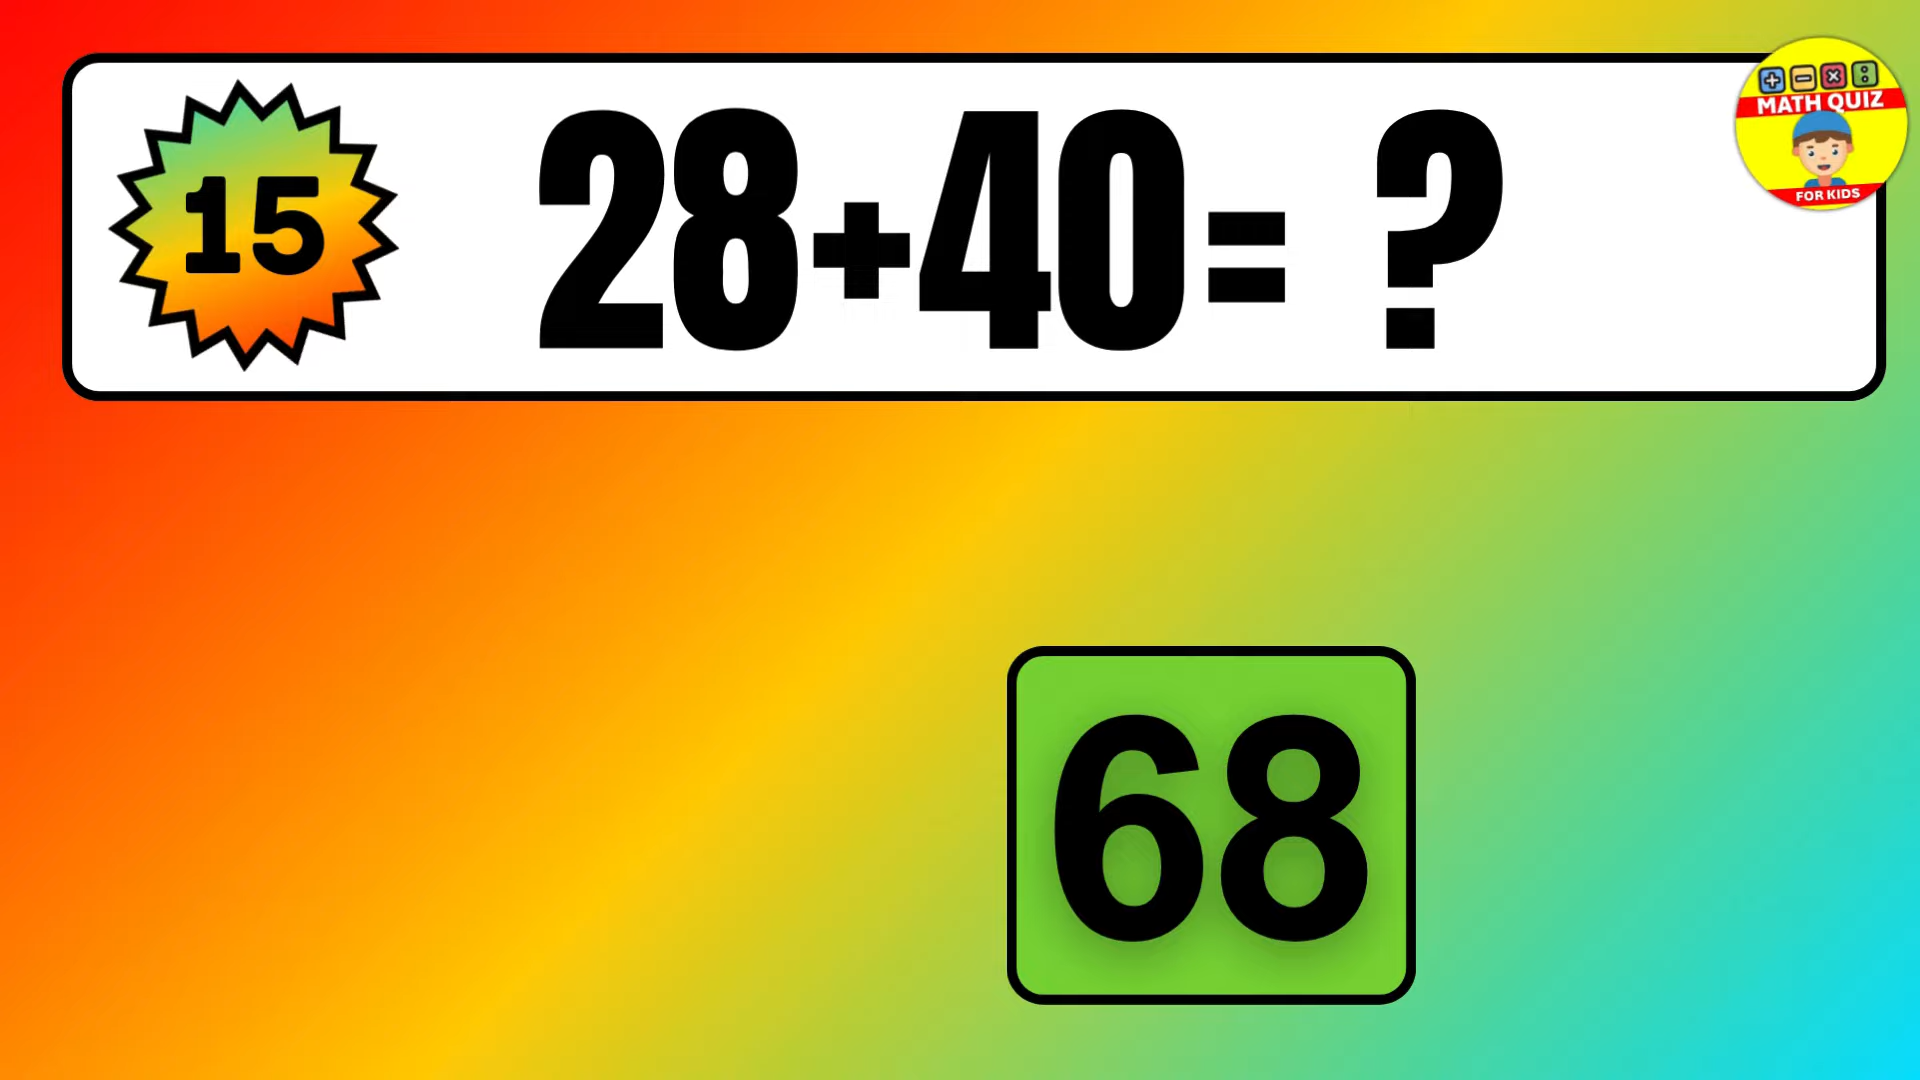 15
28+40= ?
+ − × ÷
MATH QUIZ
FOR KIDS
68